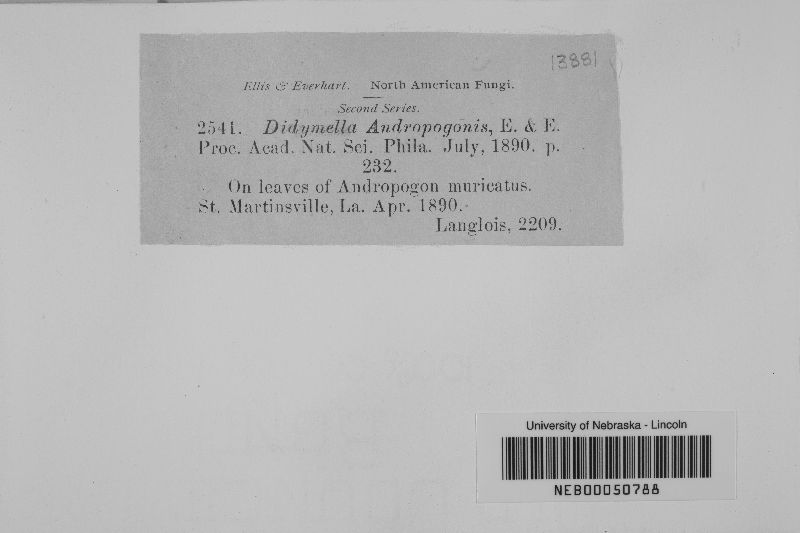 13881
Ellis & Everhart. North American Fungi.
Second Series.
2541. Didymella Andropogonis, E. & E.
Proc. Acad. Nat. Sci. Phila. July, 1890. p.
232.
On leaves of Andropogon muricatus.
St. Martinsville, La. Apr. 1890.
Langlois, 2209.
University of Nebraska - Lincoln
NEB00050788